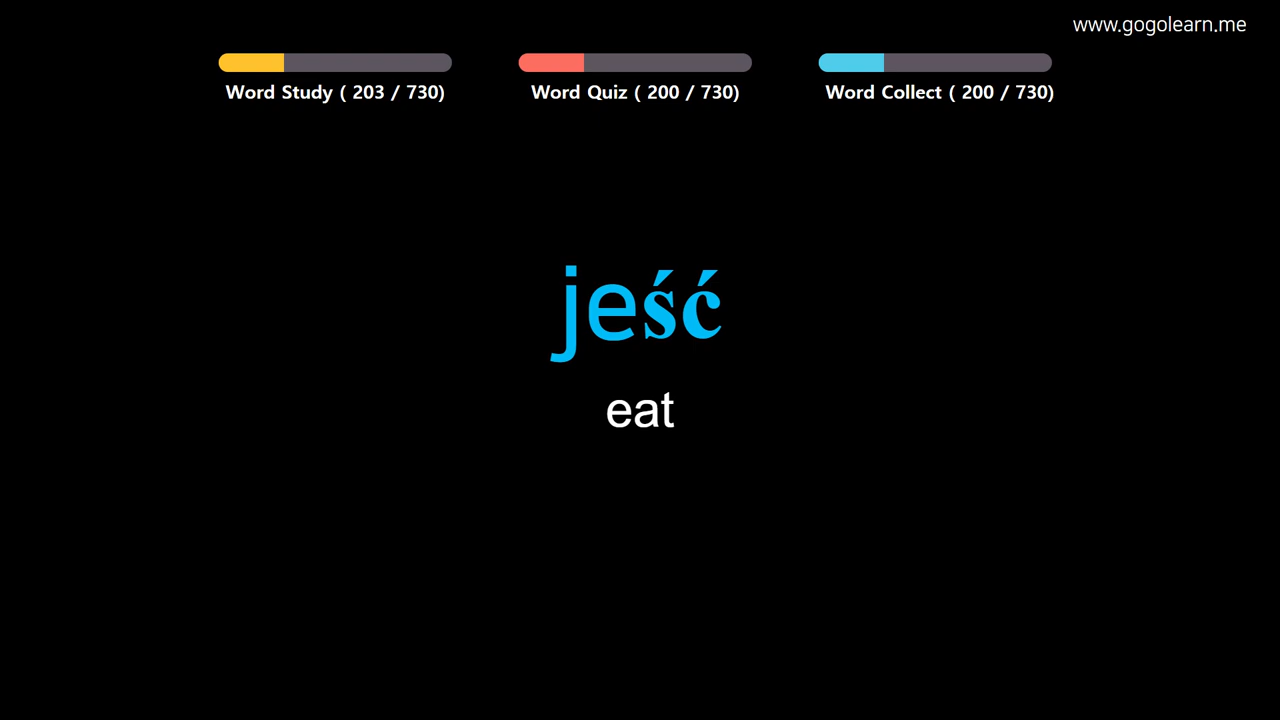 www.gogolearn.me
Word Study ( 203 / 730)
Word Quiz ( 200 / 730)
Word Collect ( 200 / 730)
jeść
eat